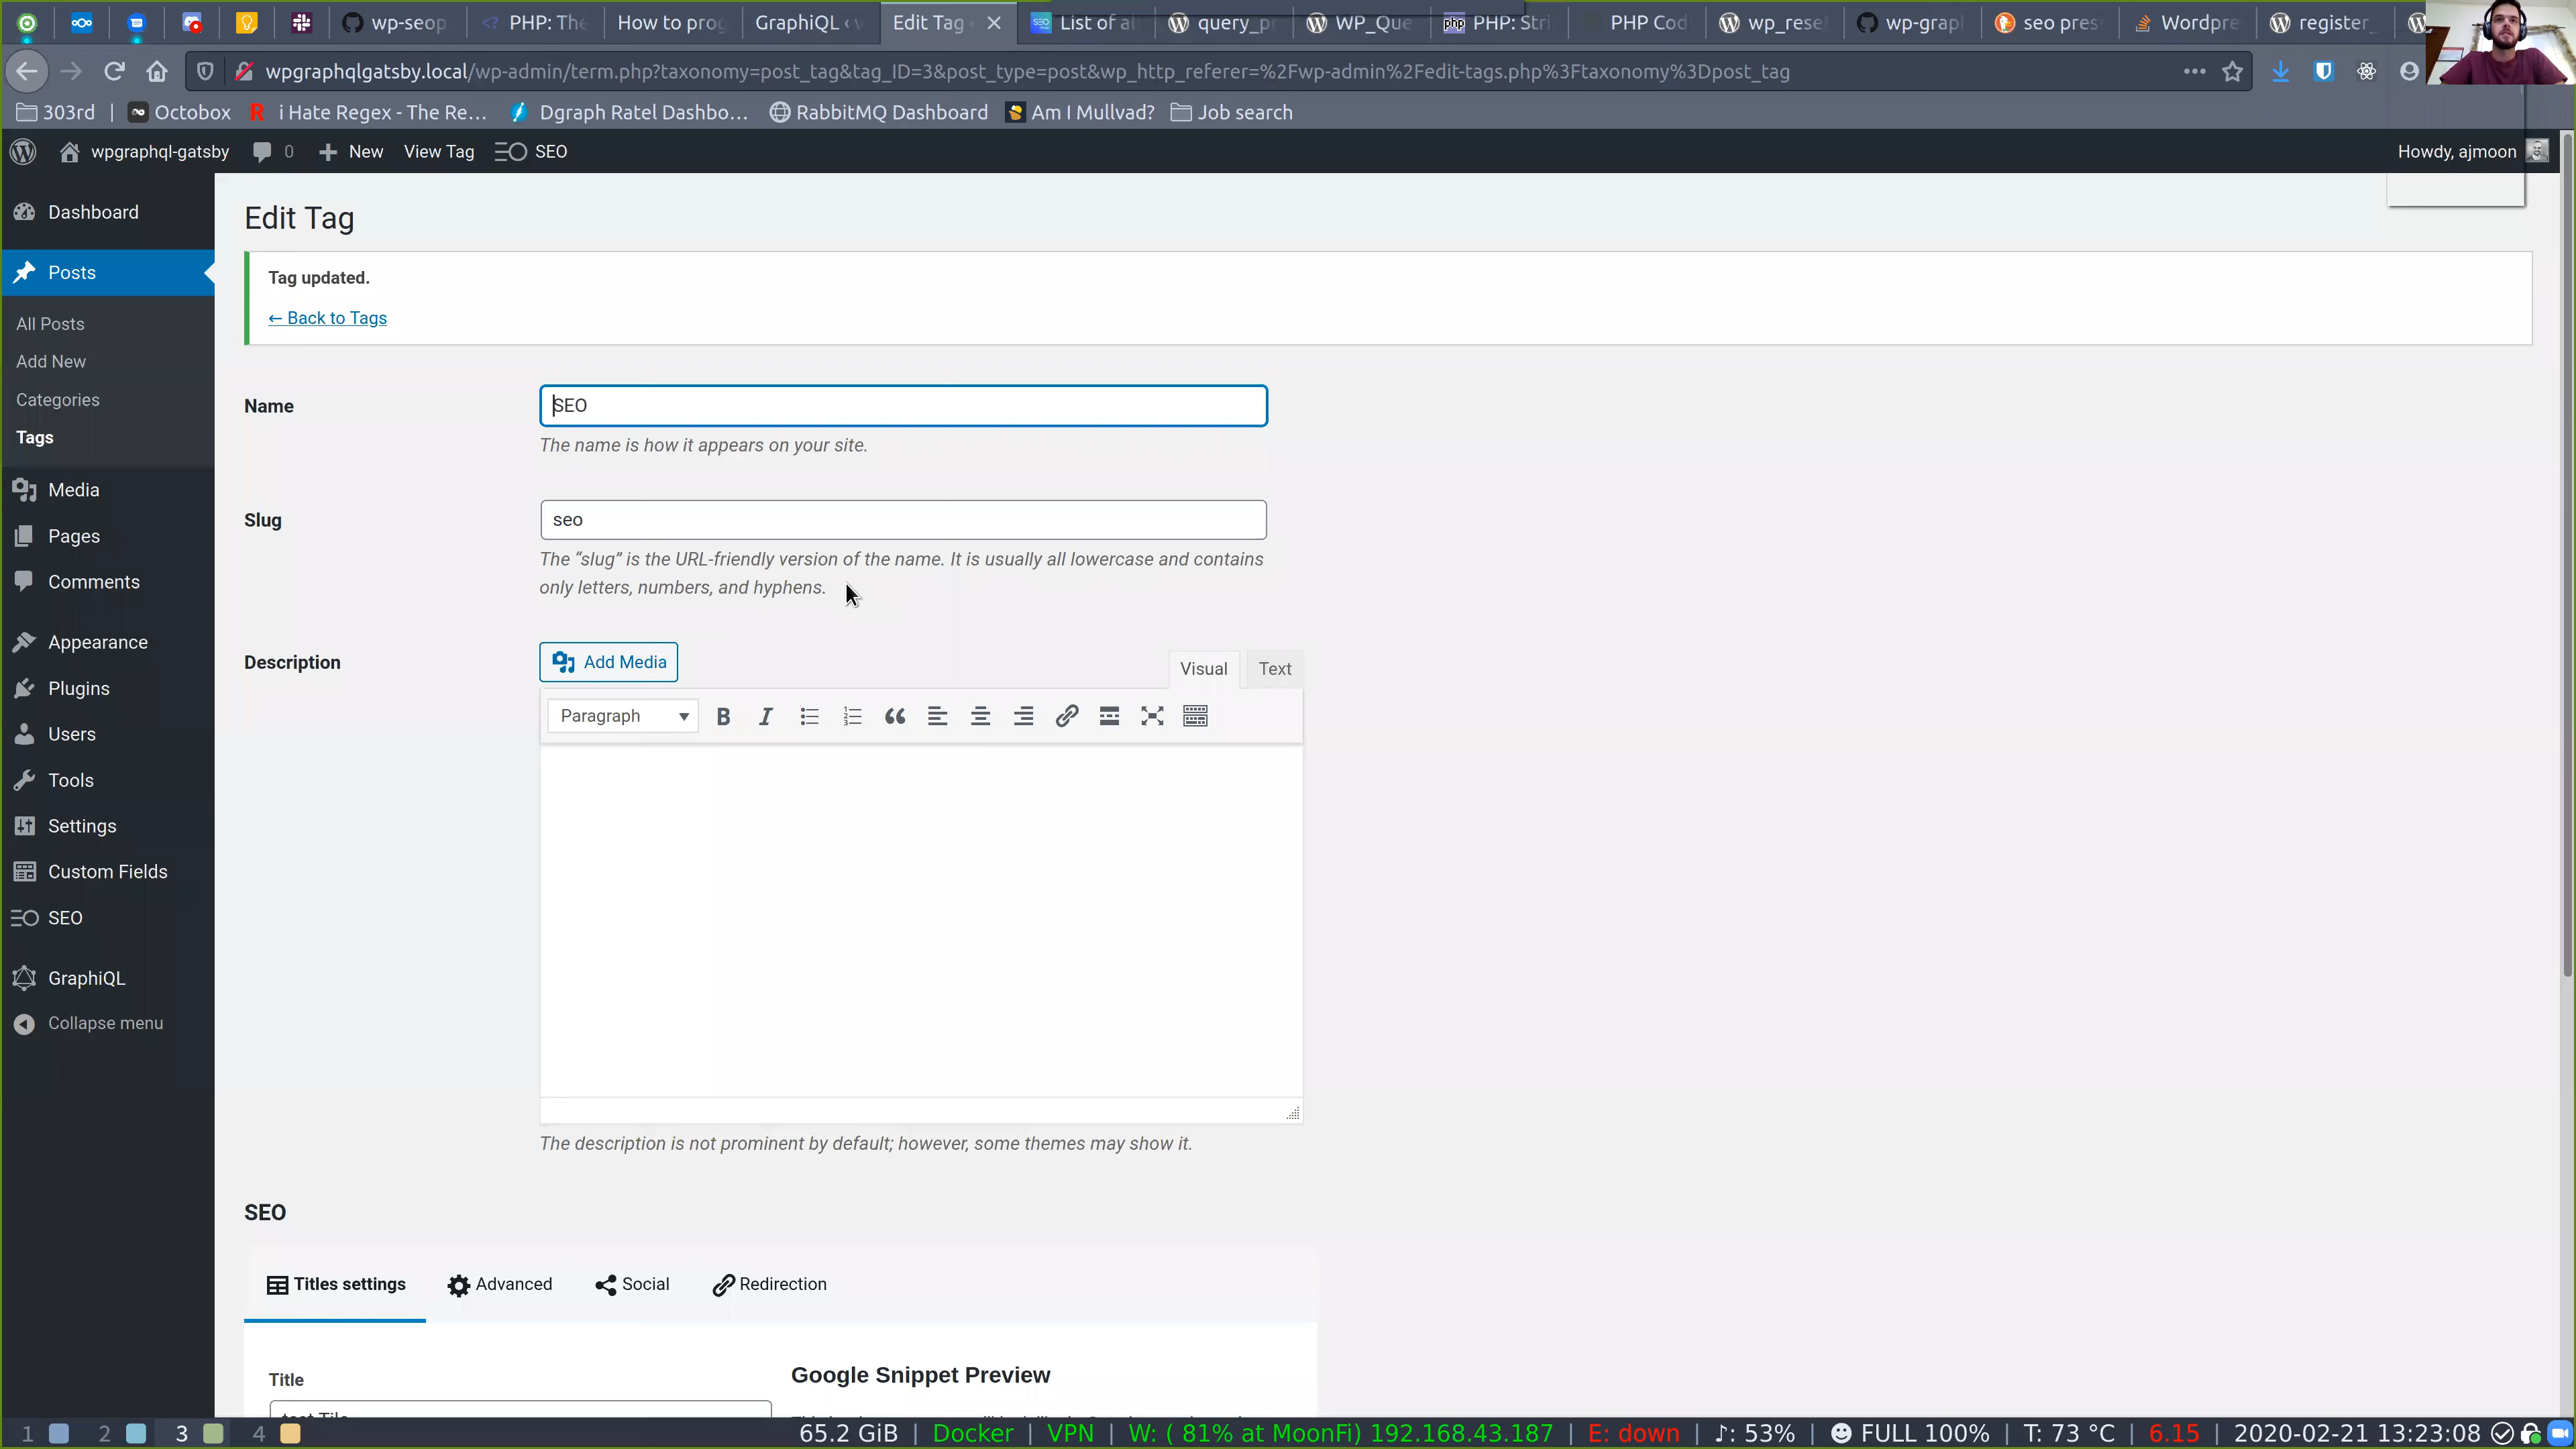 wp-seop PHP: The How to prog GraphiQL ‹ w Edit Tag List of al query_p WP_Que PHP: Stri PHP Cod wp_rese wp-grap seo pres Wordpre register_
wpgraphqlgatsby.local/wp-admin/term.php?taxonomy=post_tag&tag_ID=3&post_type=post&wp_http_referer=%2Fwp-admin%2Fedit-tags.php%3Ftaxonomy%3Dpost_tag
303rd | Octobox i Hate Regex - The Re… Dgraph Ratel Dashbo… RabbitMQ Dashboard Am I Mullvad? Job search
wpgraphql-gatsby 0 New View Tag SEO Howdy, ajmoon
Dashboard
Posts
All Posts
Add New
Categories
Tags
Media
Pages
Comments
Appearance
Plugins
Users
Tools
Settings
Custom Fields
SEO
GraphiQL
Collapse menu
Edit Tag
Tag updated.
← Back to Tags
Name
SEO
The name is how it appears on your site.
Slug
seo
The “slug” is the URL-friendly version of the name. It is usually all lowercase and contains
only letters, numbers, and hyphens.
Description
Add Media
Visual Text
Paragraph
The description is not prominent by default; however, some themes may show it.
SEO
Titles settings Advanced Social Redirection
Title
Google Snippet Preview
1 2 3 4 65.2 GiB | Docker | VPN | W: ( 81% at MoonFi) 192.168.43.187 | E: down | ♪: 53% | FULL 100% | T: 73 °C | 6.15 | 2020-02-21 13:23:08